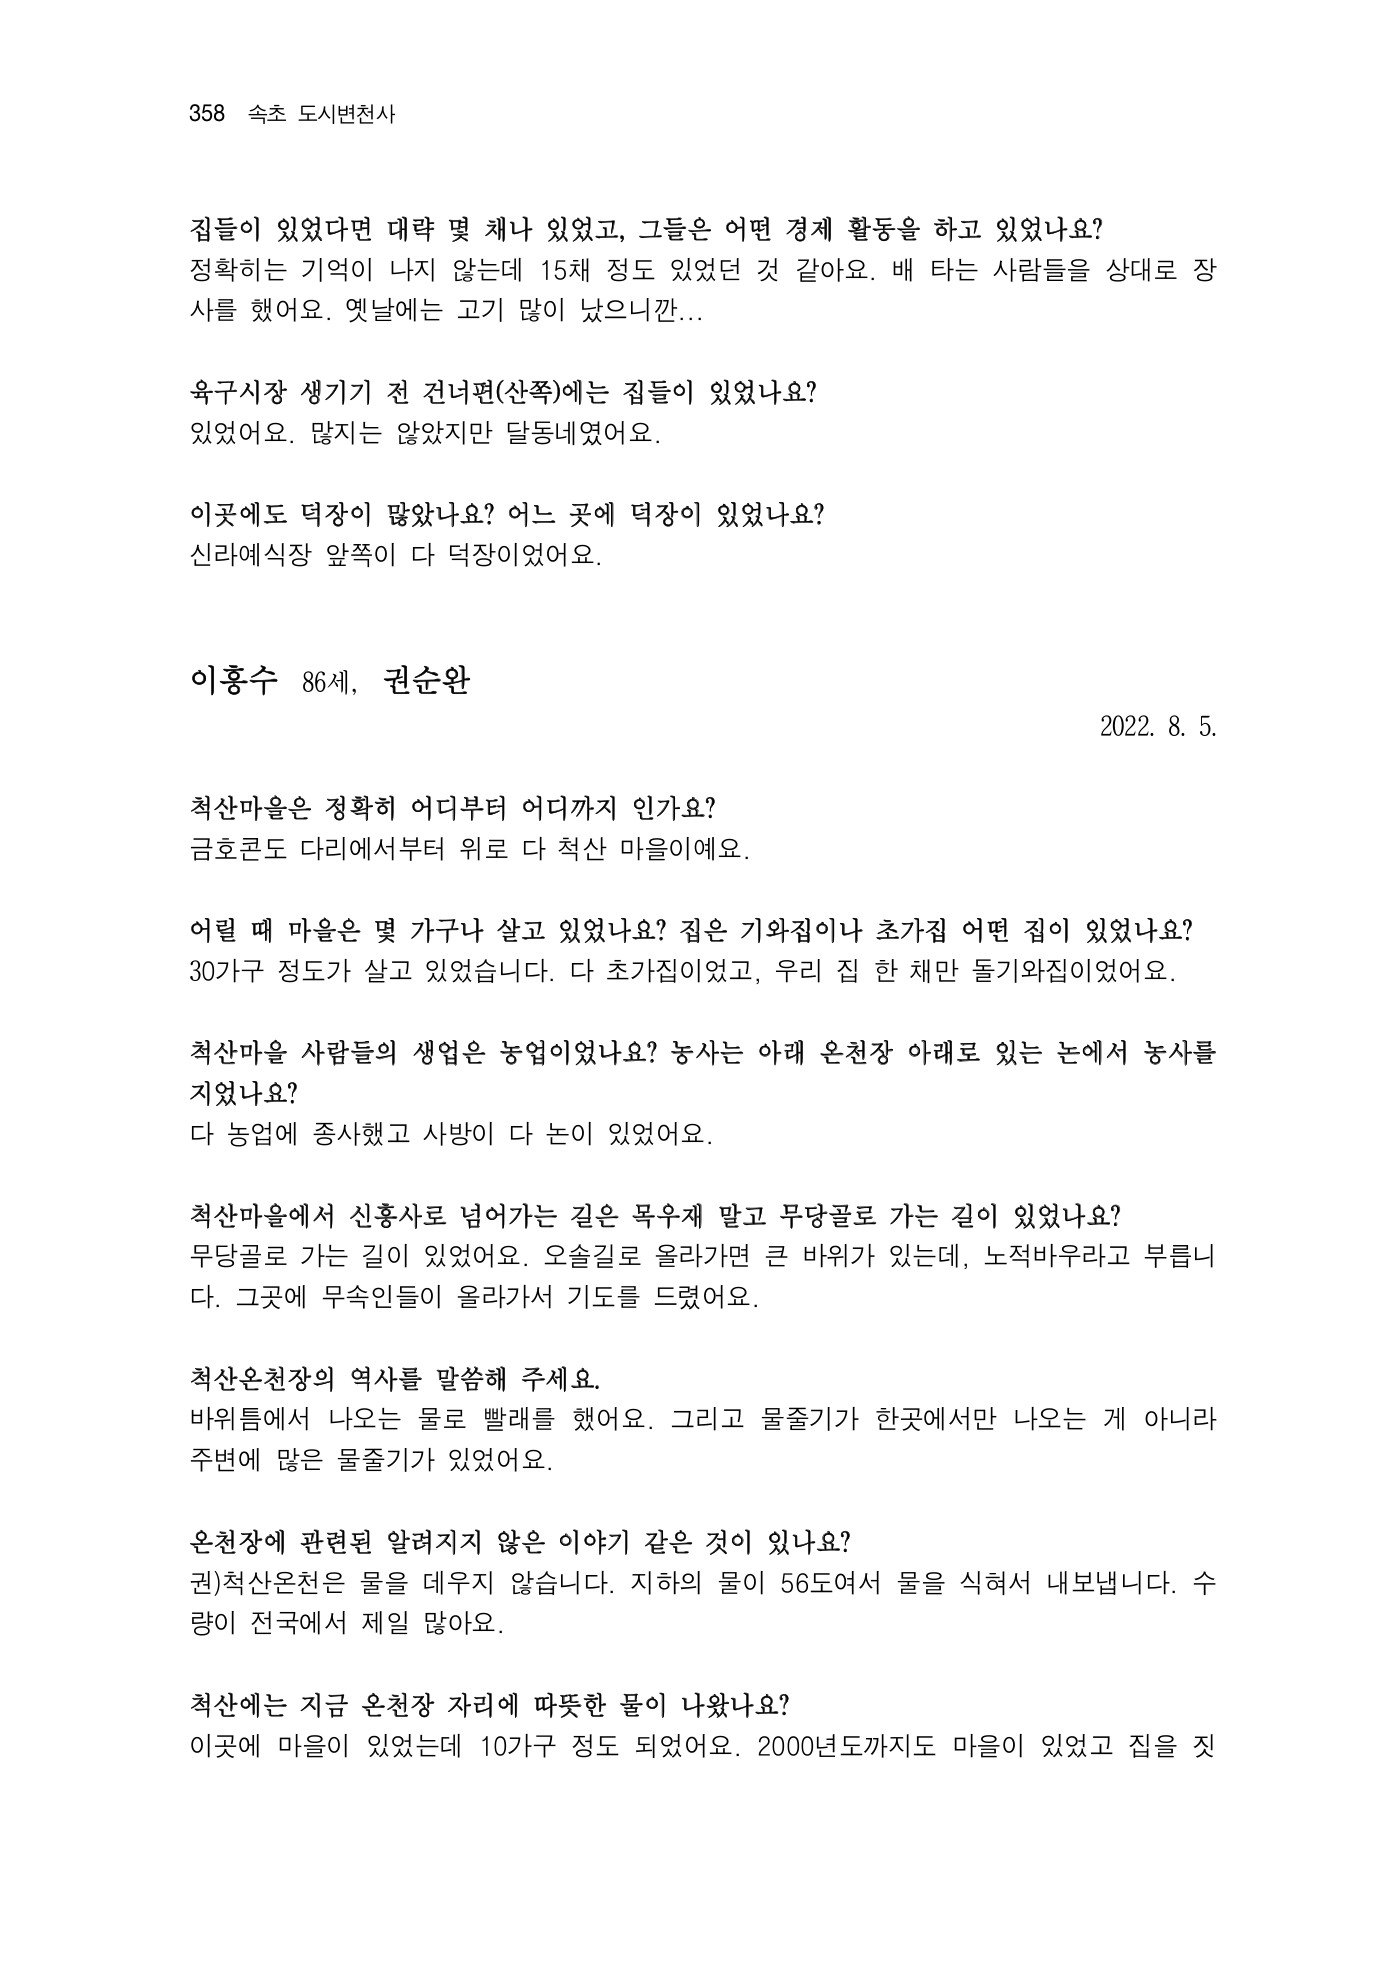 358 속초 도시변천사
집들이 있었다면 대략 몇 채나 있었고, 그들은 어떤 경제 활동을 하고 있었나요?
정확히는 기억이 나지 않는데 15채 정도 있었던 것 같아요. 배 타는 사람들을 상대로 장
사를 했어요. 옛날에는 고기 많이 났으니깐...
육구시장 생기기 전 건너편(산쪽)에는 집들이 있었나요?
있었어요. 많지는 않았지만 달동네였어요.
이곳에도 덕장이 많았나요? 어느 곳에 덕장이 있었나요?
신라예식장 앞쪽이 다 덕장이었어요.
이흥수 86세, 권순완
2022. 8. 5.
척산마을은 정확히 어디부터 어디까지 인가요?
금호콘도 다리에서부터 위로 다 척산 마을이예요.
어릴 때 마을은 몇 가구나 살고 있었나요? 집은 기와집이나 초가집 어떤 집이 있었나요?
30가구 정도가 살고 있었습니다. 다 초가집이었고, 우리 집 한 채만 돌기와집이었어요.
척산마을 사람들의 생업은 농업이었나요? 농사는 아래 온천장 아래로 있는 논에서 농사를
지었나요?
다 농업에 종사했고 사방이 다 논이 있었어요.
척산마을에서 신흥사로 넘어가는 길은 목우재 말고 무당골로 가는 길이 있었나요?
무당골로 가는 길이 있었어요. 오솔길로 올라가면 큰 바위가 있는데, 노적바우라고 부릅니
다. 그곳에 무속인들이 올라가서 기도를 드렸어요.
척산온천장의 역사를 말씀해 주세요.
바위틈에서 나오는 물로 빨래를 했어요. 그리고 물줄기가 한곳에서만 나오는 게 아니라
주변에 많은 물줄기가 있었어요.
온천장에 관련된 알려지지 않은 이야기 같은 것이 있나요?
권)척산온천은 물을 데우지 않습니다. 지하의 물이 56도여서 물을 식혀서 내보냅니다. 수
량이 전국에서 제일 많아요.
척산에는 지금 온천장 자리에 따뜻한 물이 나왔나요?
이곳에 마을이 있었는데 10가구 정도 되었어요. 2000년도까지도 마을이 있었고 집을 짓